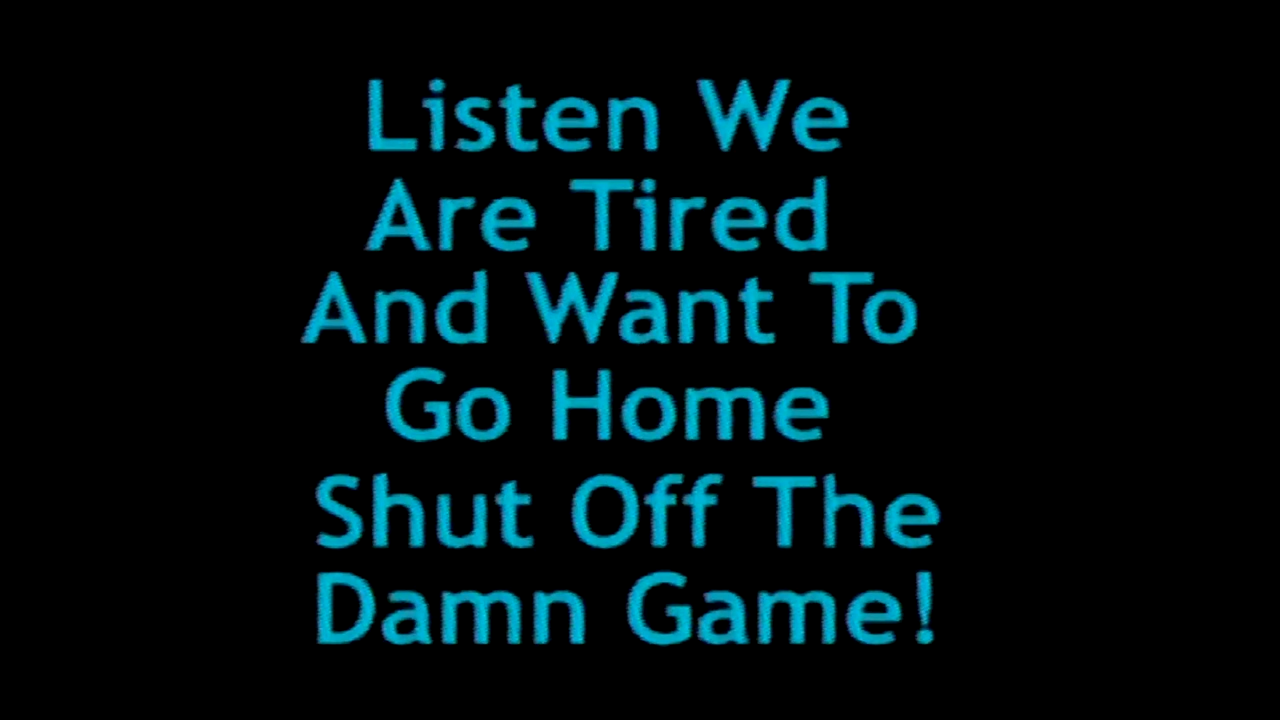 Listen We
Are Tired
And Want To
Go Home
Shut Off The
Damn Game!